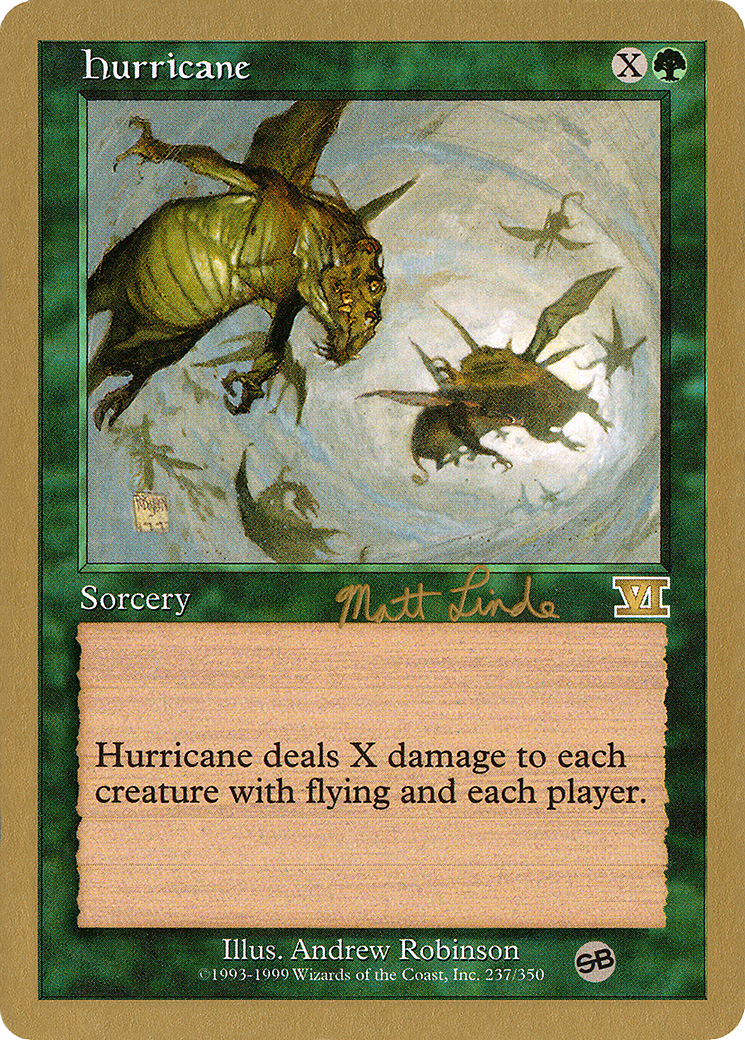 Hurricane
X
Sorcery
Matt Linde
VI
Hurricane deals X damage to each
creature with flying and each player.
Illus. Andrew Robinson
©1993-1999 Wizards of the Coast, Inc. 237/350
SB